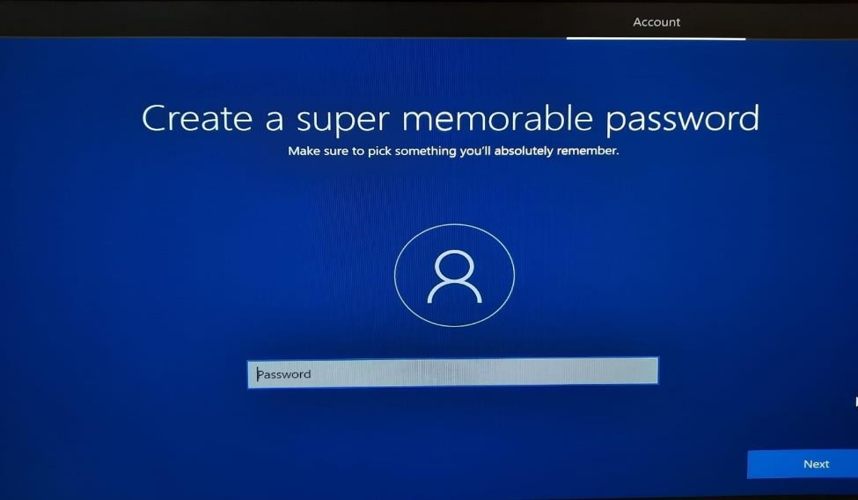 Account
Create a super memorable password
Make sure to pick something you'll absolutely remember.
Password
Next